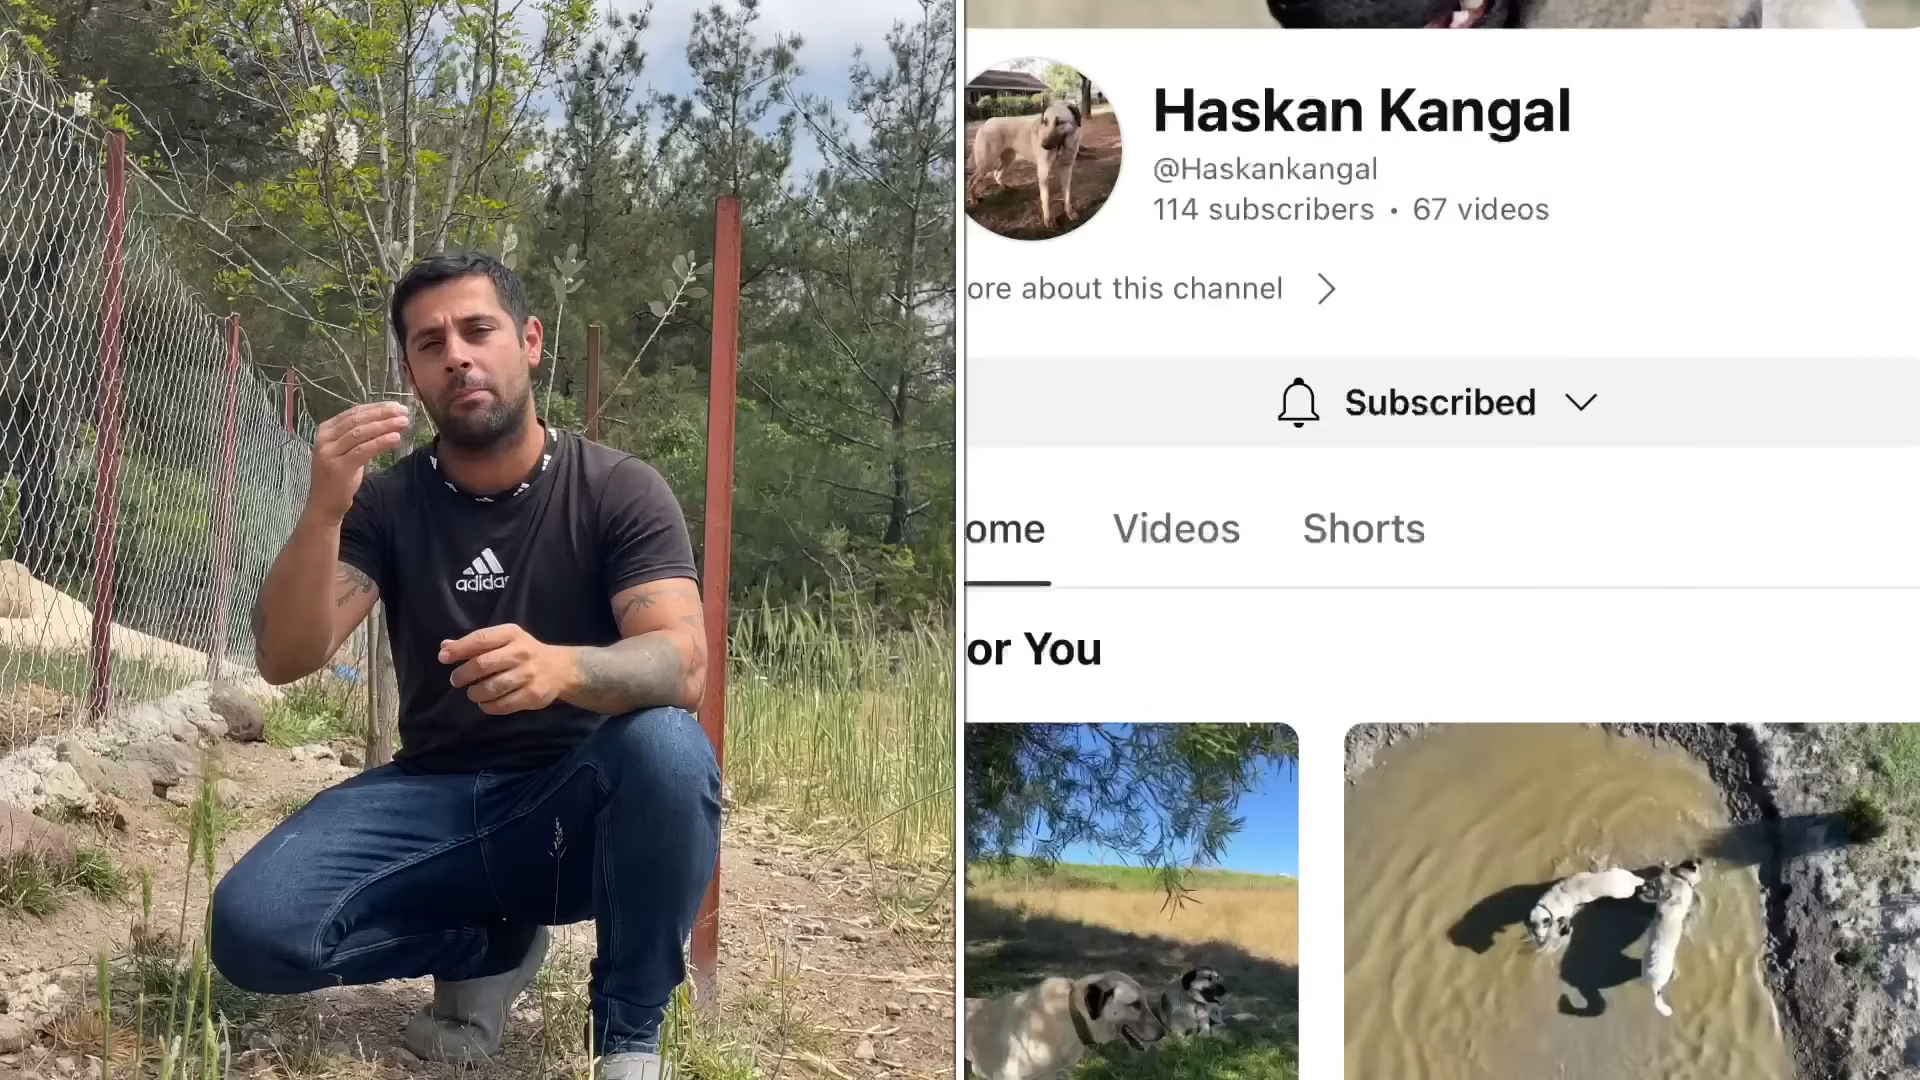 adidas
Haskan Kangal
@Haskankangal
114 subscribers • 67 videos
ore about this channel
Subscribed
ome
Videos
Shorts
or You